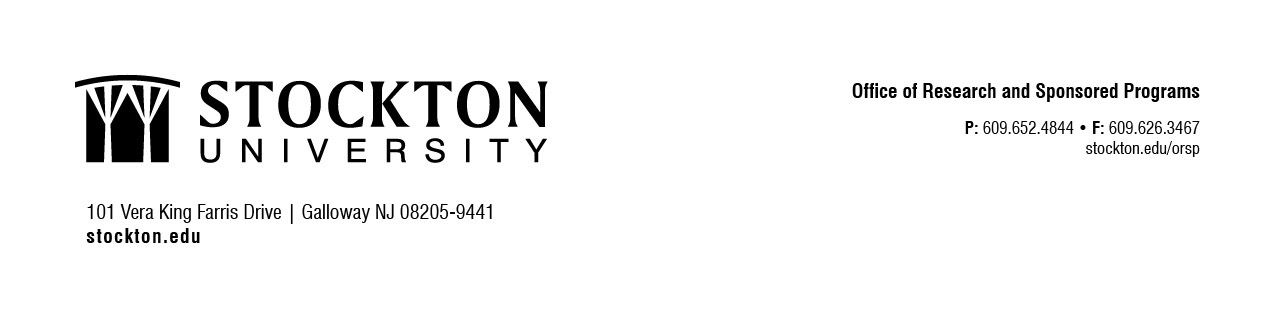 STOCKTON
UNIVERSITY
101 Vera King Farris Drive | Galloway NJ 08205-9441
stockton.edu
Office of Research and Sponsored Programs
P: 609.652.4844 • F: 609.626.3467
stockton.edu/orsp